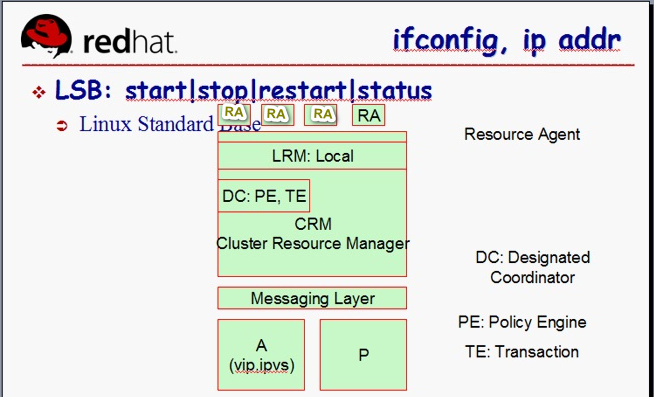 redhat.
ifconfig, ip addr
LSB: start|stop|restart|status
Linux Standard Base
RA RA RA RA
Resource Agent
LRM: Local
DC: PE, TE
CRM
Cluster Resource Manager
DC: Designated
Coordinator
Messaging Layer
PE: Policy Engine
A
(vip.ipvs)
P
TE: Transaction